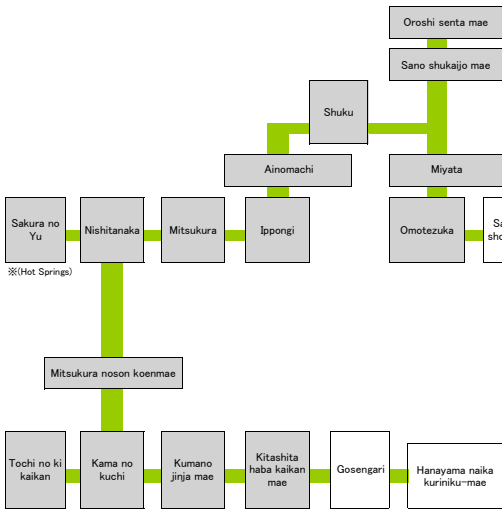 Oroshi senta mae
Sano shukaijo mae
Shuku
Ainomachi
Miyata
Sakura no
Yu
Nishitanaka
Mitsukura
Ippongi
Omotezuka
※(Hot Springs)
Mitsukura noson koenmae
Tochi no ki
kaikan
Kama no
kuchi
Kumano
jinja mae
Kitashita
haba kaikan
mae
Gosengari
Hanayama naika
kuriniku-mae